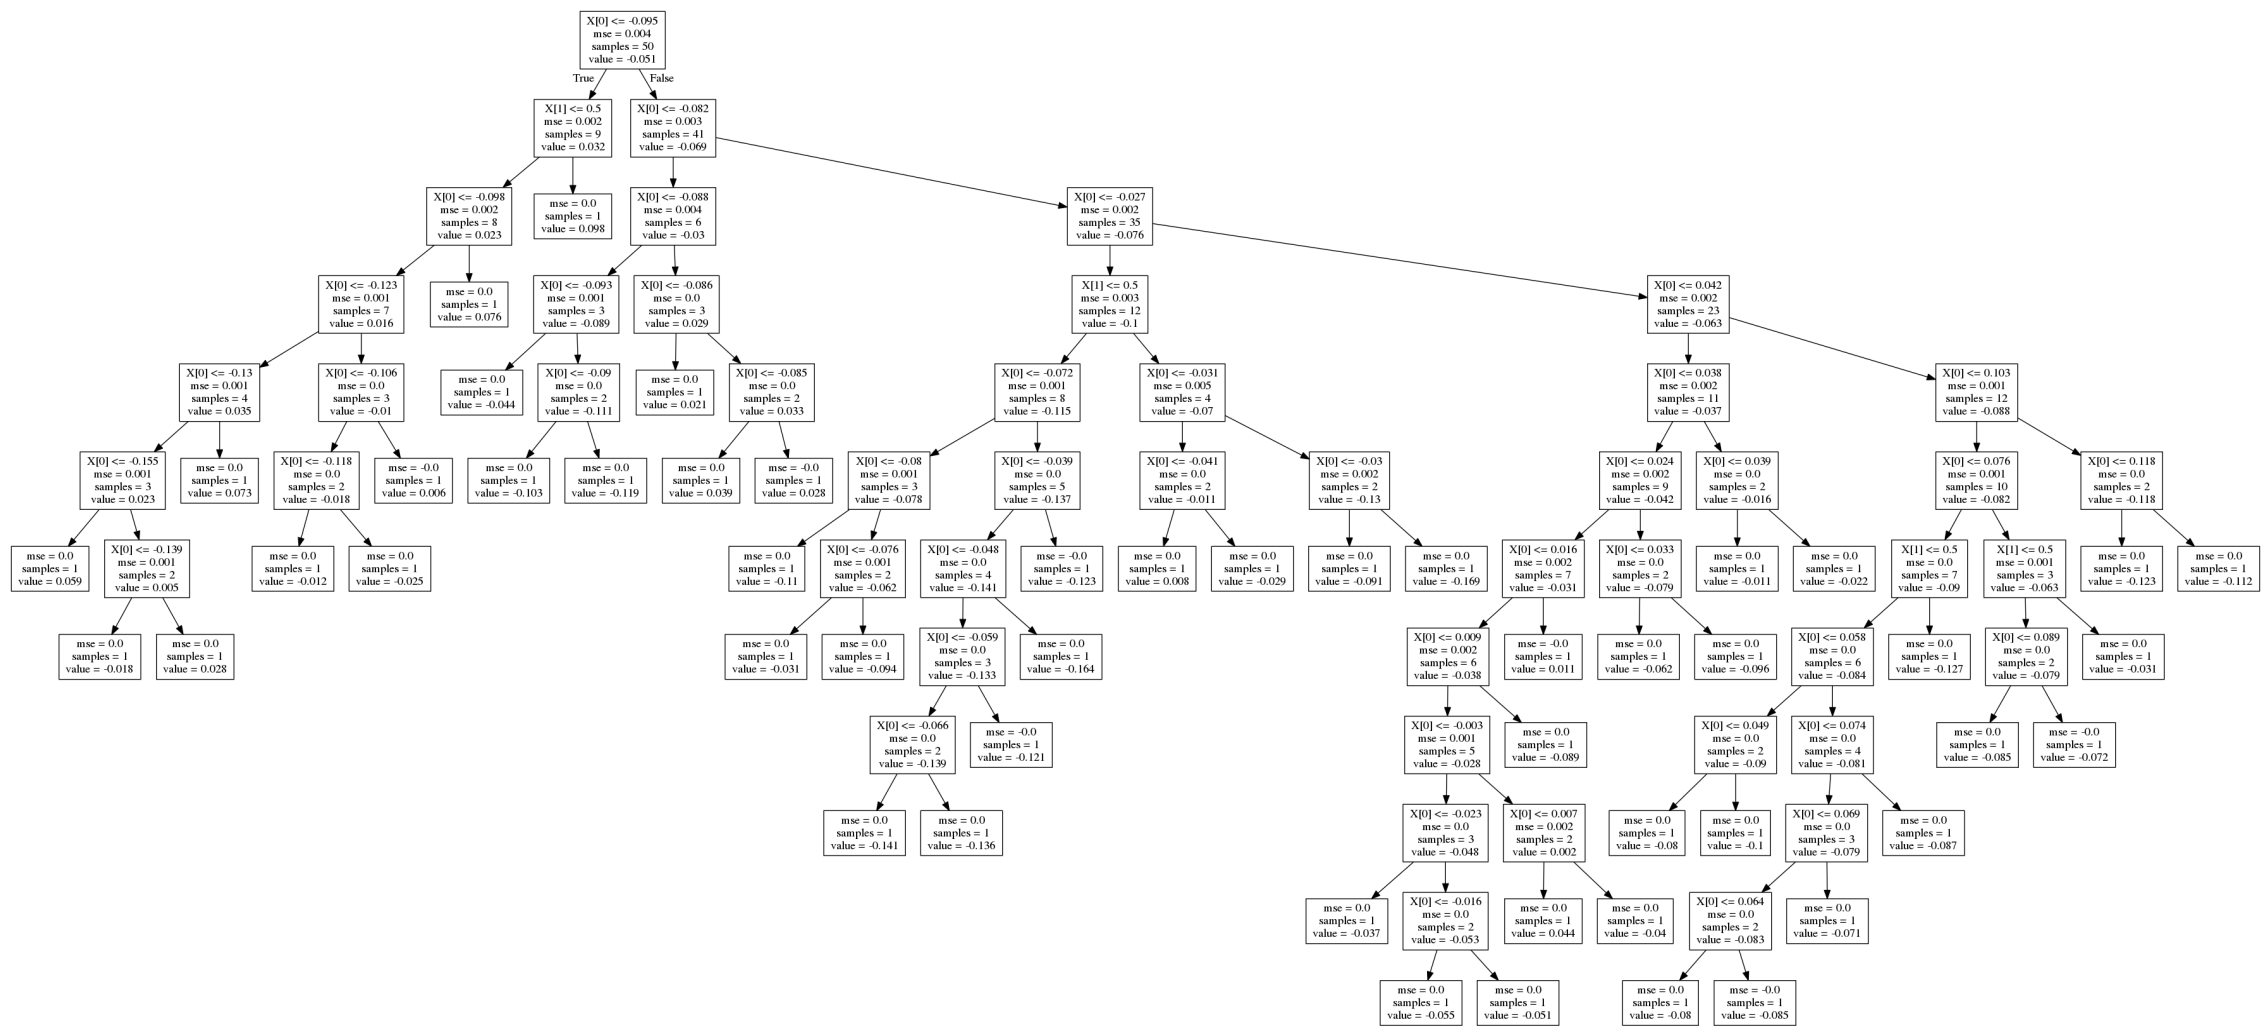 X[0] <= -0.095
mse = 0.004
samples = 50
value = -0.051
True
False
X[1] <= 0.5
mse = 0.002
samples = 9
value = 0.032
X[0] <= -0.082
mse = 0.003
samples = 41
value = -0.069
X[0] <= -0.098
mse = 0.002
samples = 8
value = 0.023
mse = 0.0
samples = 1
value = 0.098
X[0] <= -0.088
mse = 0.004
samples = 6
value = -0.03
X[0] <= -0.027
mse = 0.002
samples = 35
value = -0.076
X[0] <= -0.123
mse = 0.001
samples = 7
value = 0.016
mse = 0.0
samples = 1
value = 0.076
X[0] <= -0.093
mse = 0.001
samples = 3
value = -0.089
X[0] <= -0.086
mse = 0.0
samples = 3
value = 0.029
X[1] <= 0.5
mse = 0.003
samples = 12
value = -0.1
X[0] <= 0.042
mse = 0.002
samples = 23
value = -0.063
X[0] <= -0.13
mse = 0.001
samples = 4
value = 0.035
X[0] <= -0.106
mse = 0.0
samples = 3
value = -0.01
mse = 0.0
samples = 1
value = -0.044
X[0] <= -0.09
mse = 0.0
samples = 2
value = -0.111
mse = 0.0
samples = 1
value = 0.021
X[0] <= -0.085
mse = 0.0
samples = 2
value = 0.033
X[0] <= -0.072
mse = 0.001
samples = 8
value = -0.115
X[0] <= -0.031
mse = 0.005
samples = 4
value = -0.07
X[0] <= 0.038
mse = 0.002
samples = 11
value = -0.037
X[0] <= 0.103
mse = 0.001
samples = 12
value = -0.088
X[0] <= -0.155
mse = 0.001
samples = 3
value = 0.023
mse = 0.0
samples = 1
value = 0.073
X[0] <= -0.118
mse = 0.0
samples = 2
value = -0.018
mse = -0.0
samples = 1
value = 0.006
mse = 0.0
samples = 1
value = -0.103
mse = 0.0
samples = 1
value = -0.119
mse = 0.0
samples = 1
value = 0.039
mse = -0.0
samples = 1
value = 0.028
X[0] <= -0.08
mse = 0.001
samples = 3
value = -0.078
X[0] <= -0.039
mse = 0.0
samples = 5
value = -0.137
X[0] <= -0.041
mse = 0.0
samples = 2
value = -0.011
X[0] <= -0.03
mse = 0.002
samples = 2
value = -0.13
X[0] <= 0.024
mse = 0.002
samples = 9
value = -0.042
X[0] <= 0.039
mse = 0.0
samples = 2
value = -0.016
X[0] <= 0.076
mse = 0.001
samples = 10
value = -0.082
X[0] <= 0.118
mse = 0.0
samples = 2
value = -0.118
mse = 0.0
samples = 1
value = 0.059
X[0] <= -0.139
mse = 0.001
samples = 2
value = 0.005
mse = 0.0
samples = 1
value = -0.012
mse = 0.0
samples = 1
value = -0.025
mse = 0.0
samples = 1
value = -0.11
X[0] <= -0.076
mse = 0.001
samples = 2
value = -0.062
X[0] <= -0.048
mse = 0.0
samples = 4
value = -0.141
mse = -0.0
samples = 1
value = -0.123
mse = 0.0
samples = 1
value = 0.008
mse = 0.0
samples = 1
value = -0.029
mse = 0.0
samples = 1
value = -0.091
mse = 0.0
samples = 1
value = -0.169
X[0] <= 0.016
mse = 0.002
samples = 7
value = -0.031
X[0] <= 0.033
mse = 0.0
samples = 2
value = -0.079
mse = 0.0
samples = 1
value = -0.011
mse = 0.0
samples = 1
value = -0.022
X[1] <= 0.5
mse = 0.0
samples = 7
value = -0.09
X[1] <= 0.5
mse = 0.001
samples = 3
value = -0.063
mse = 0.0
samples = 1
value = -0.123
mse = 0.0
samples = 1
value = -0.112
mse = 0.0
samples = 1
value = -0.018
mse = 0.0
samples = 1
value = 0.028
mse = 0.0
samples = 1
value = -0.031
mse = 0.0
samples = 1
value = -0.094
X[0] <= -0.059
mse = 0.0
samples = 3
value = -0.133
mse = 0.0
samples = 1
value = -0.164
X[0] <= 0.009
mse = 0.002
samples = 6
value = -0.038
mse = -0.0
samples = 1
value = 0.011
mse = 0.0
samples = 1
value = -0.062
mse = 0.0
samples = 1
value = -0.096
X[0] <= 0.058
mse = 0.0
samples = 6
value = -0.084
mse = 0.0
samples = 1
value = -0.127
X[0] <= 0.089
mse = 0.0
samples = 2
value = -0.079
mse = 0.0
samples = 1
value = -0.031
X[0] <= -0.066
mse = 0.0
samples = 2
value = -0.139
mse = -0.0
samples = 1
value = -0.121
X[0] <= -0.003
mse = 0.001
samples = 5
value = -0.028
mse = 0.0
samples = 1
value = -0.089
X[0] <= 0.049
mse = 0.0
samples = 2
value = -0.09
X[0] <= 0.074
mse = 0.0
samples = 4
value = -0.081
mse = 0.0
samples = 1
value = -0.085
mse = -0.0
samples = 1
value = -0.072
mse = 0.0
samples = 1
value = -0.141
mse = 0.0
samples = 1
value = -0.136
X[0] <= -0.023
mse = 0.0
samples = 3
value = -0.048
X[0] <= 0.007
mse = 0.002
samples = 2
value = 0.002
mse = 0.0
samples = 1
value = -0.08
mse = 0.0
samples = 1
value = -0.1
X[0] <= 0.069
mse = 0.0
samples = 3
value = -0.079
mse = 0.0
samples = 1
value = -0.087
mse = 0.0
samples = 1
value = -0.037
X[0] <= -0.016
mse = 0.0
samples = 2
value = -0.053
mse = 0.0
samples = 1
value = 0.044
mse = 0.0
samples = 1
value = -0.04
X[0] <= 0.064
mse = 0.0
samples = 2
value = -0.083
mse = 0.0
samples = 1
value = -0.071
mse = 0.0
samples = 1
value = -0.055
mse = 0.0
samples = 1
value = -0.051
mse = 0.0
samples = 1
value = -0.08
mse = -0.0
samples = 1
value = -0.085